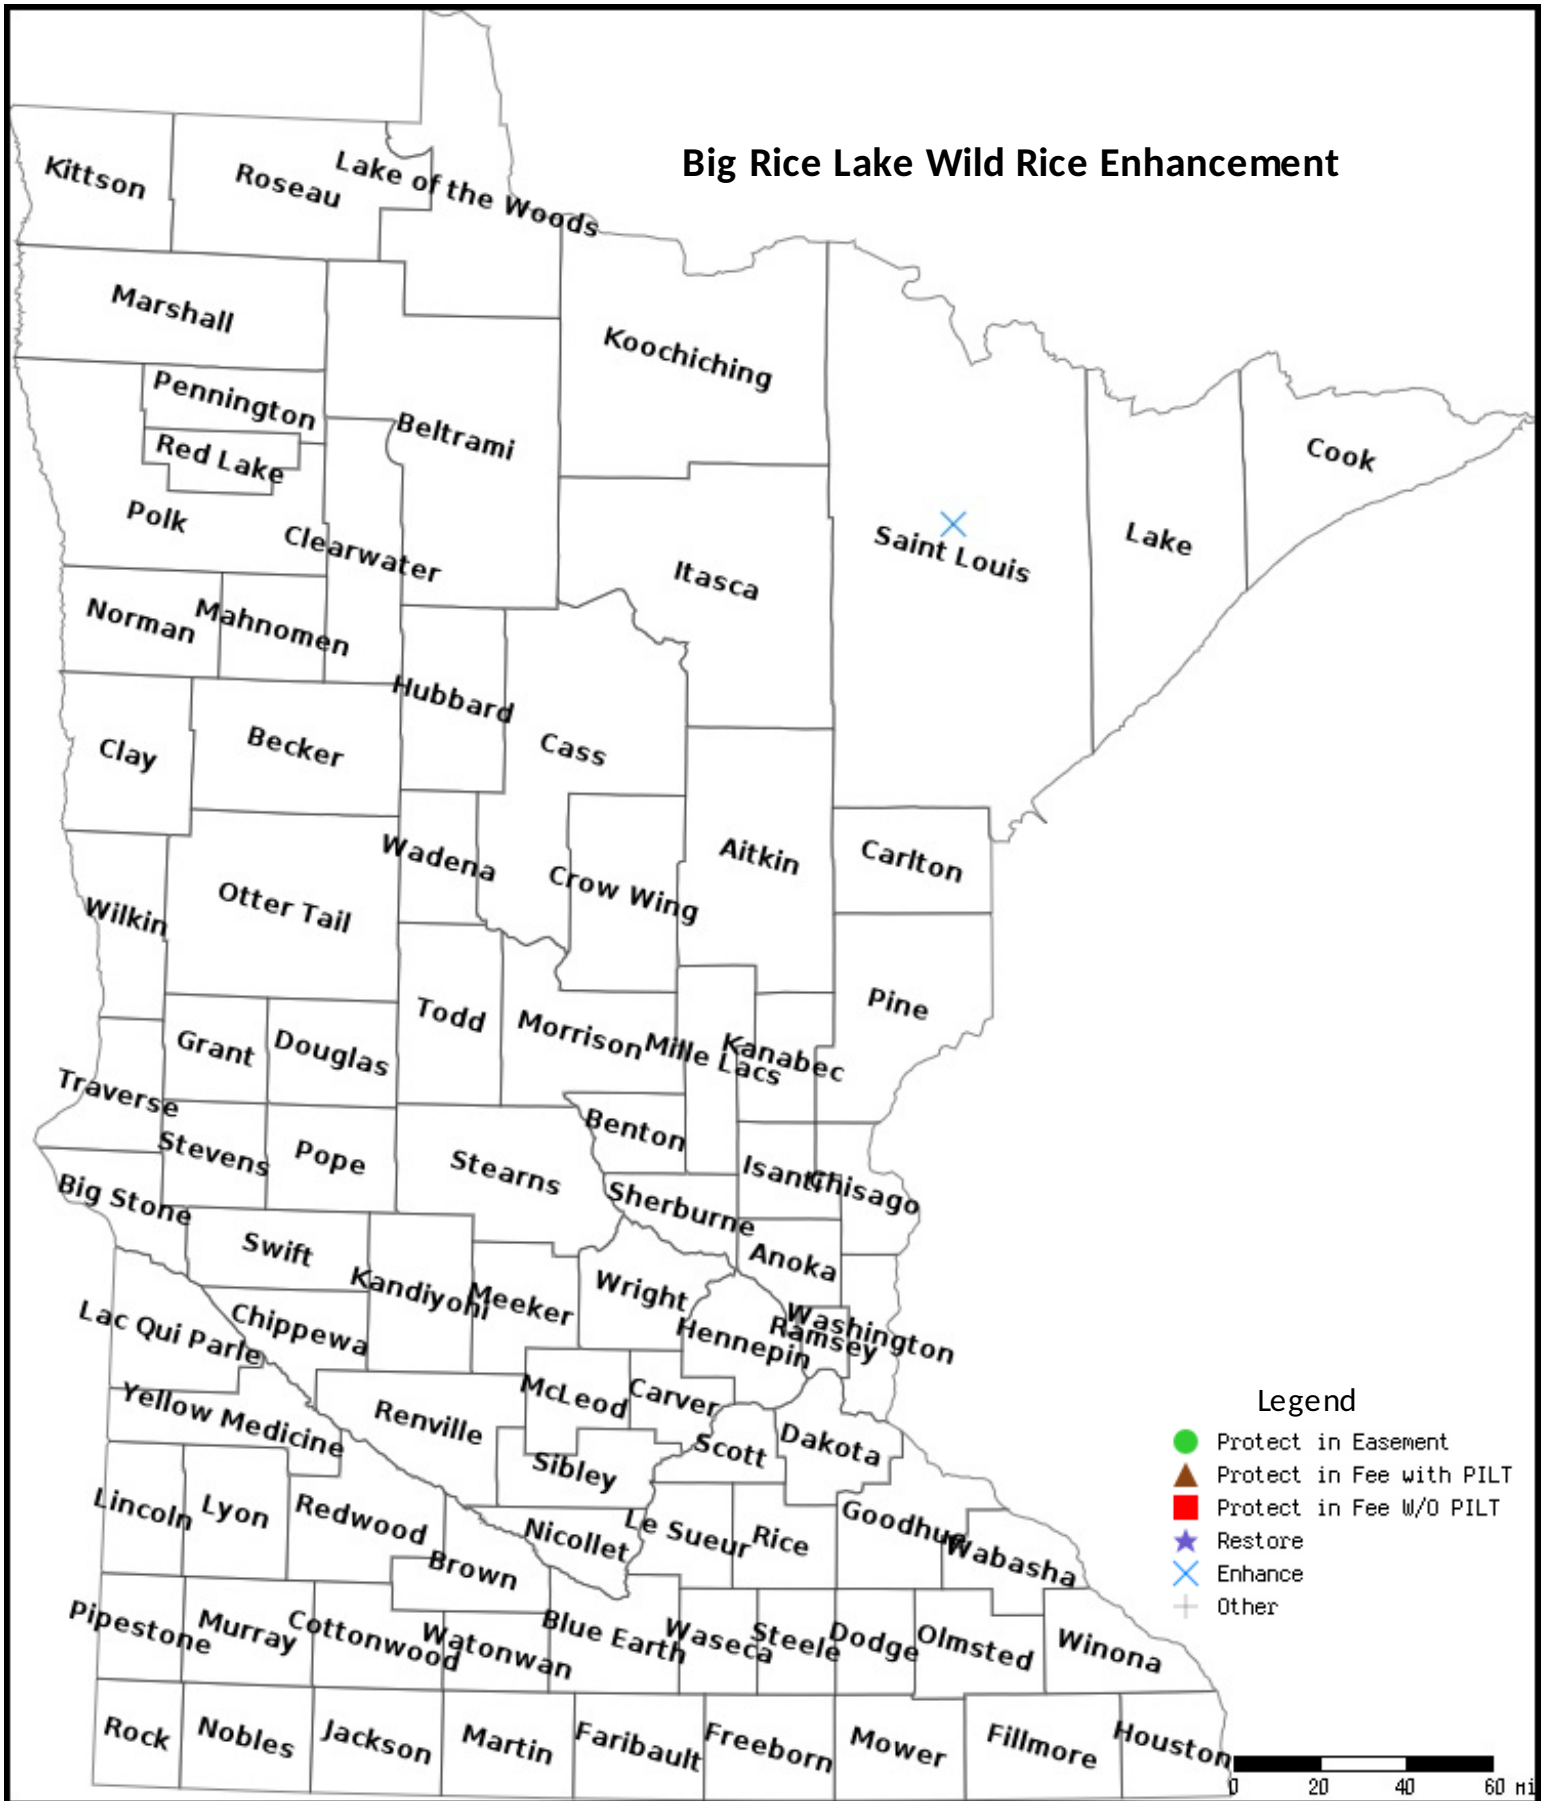 Big Rice Lake Wild Rice Enhancement
Kittson
Roseau
Lake of the Woods
Marshall
Koochiching
Pennington
Beltrami
Red Lake
Cook
Polk
Clearwater
Saint Louis
Lake
Itasca
Norman
Mahnomen
Hubbard
Cass
Clay
Becker
Wadena
Aitkin
Carlton
Crow Wing
Otter Tail
Wilkin
Pine
Todd
Morrison
Mille Lacs
Kanabec
Grant
Douglas
Traverse
Stevens
Pope
Stearns
Benton
Isanti
Chisago
Big Stone
Sherburne
Swift
Anoka
Kandiyohi
Meeker
Wright
Lac Qui Parle
Chippewa
Hennepin
Ramsey
Washington
Yellow Medicine
Renville
McLeod
Carver
Scott
Dakota
Sibley
Lincoln
Lyon
Redwood
Nicollet
Le Sueur
Rice
Goodhue
Wabasha
Brown
Pipestone
Murray
Cottonwood
Watonwan
Blue Earth
Waseca
Steele
Dodge
Olmsted
Winona
Rock
Nobles
Jackson
Martin
Faribault
Freeborn
Mower
Fillmore
Houston
Legend
Protect in Easement
Protect in Fee with PILT
Protect in Fee W/O PILT
Restore
Enhance
Other
0 20 40 60 mi